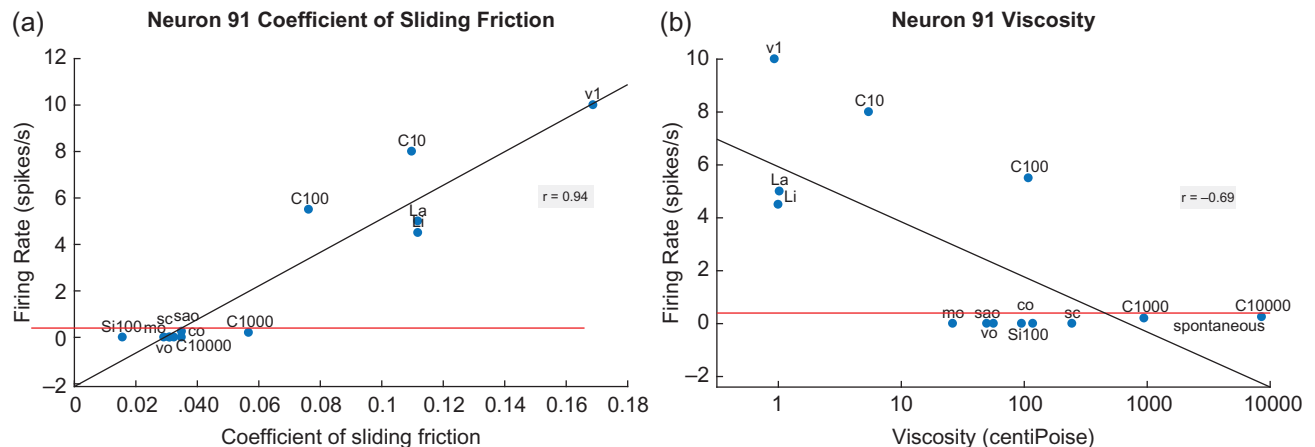 (a)
Neuron 91 Coefficient of Sliding Friction
Firing Rate (spikes/s)
12
10
8
6
4
2
0
–2
v1
C10
C100
La
Li
r = 0.94
Si100
sc
sao
mo
co
C1000
vo
C10000
0
0.02
.040
0.06
0.08
0.1
0.12
0.14
0.16
0.18
Coefficient of sliding friction
(b)
Neuron 91 Viscosity
Firing Rate (spikes/s)
10
8
6
4
2
0
–2
v1
C10
C100
La
Li
r = –0.69
mo
sao
vo
co
Si100
sc
C1000
C10000
spontaneous
1
10
100
1000
10000
Viscosity (centiPoise)